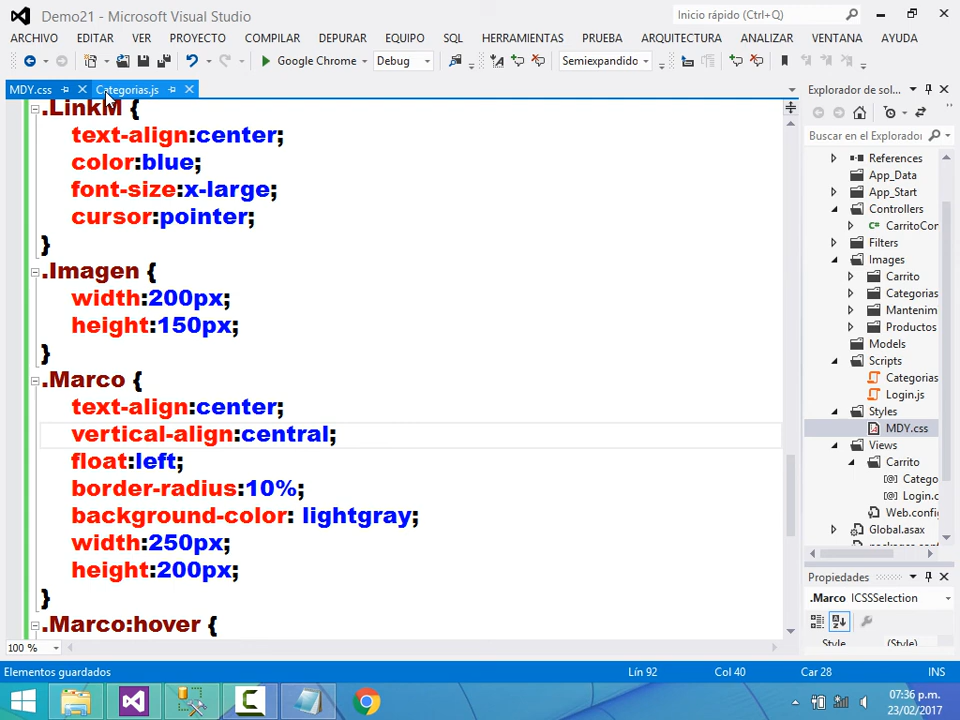 Demo21 - Microsoft Visual Studio
Inicio rápido (Ctrl+Q)
ARCHIVO EDITAR VER PROYECTO COMPILAR DEPURAR EQUIPO SQL HERRAMIENTAS PRUEBA ARQUITECTURA ANALIZAR VENTANA AYUDA
Google Chrome Debug Semiexpandido
MDY.css Categorias.js
.LinkM {
text-align:center;
color:blue;
font-size:x-large;
cursor:pointer;
}
.Imagen {
width:200px;
height:150px;
}
.Marco {
text-align:center;
vertical-align:central;
float:left;
border-radius:10%;
background-color: lightgray;
width:250px;
height:200px;
}
.Marco:hover {
100 %
Explorador de sol...
Buscar en el Explorador
References
App_Data
App_Start
Controllers
C# CarritoCon
Filters
Images
Carrito
Categorias
Mantenim
Productos
Models
Scripts
Categorias
Login.js
Styles
MDY.css
Views
Carrito
[@] Catego
[@] Login.c
Web.config
Global.asax
Propiedades
.Marco ICSSSelection
Style (Style)
Elementos guardados Lín 92 Col 40 Car 28 INS
07:36 p.m.
23/02/2017